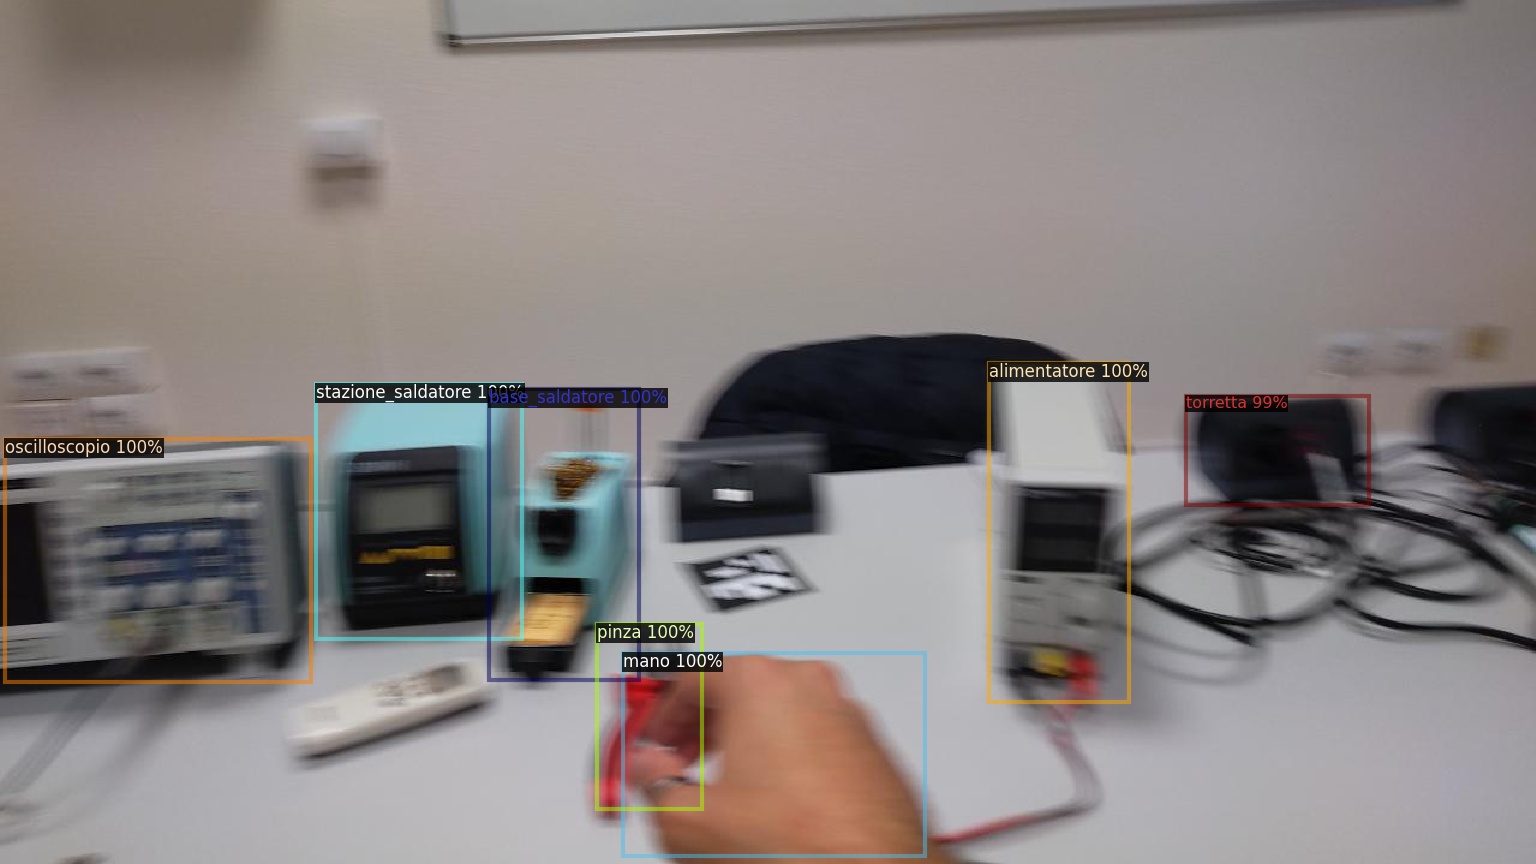 alimentatore 100%
stazione_saldatore 100%
base_saldatore 100%
torretta 99%
oscilloscopio 100%
pinza 100%
mano 100%